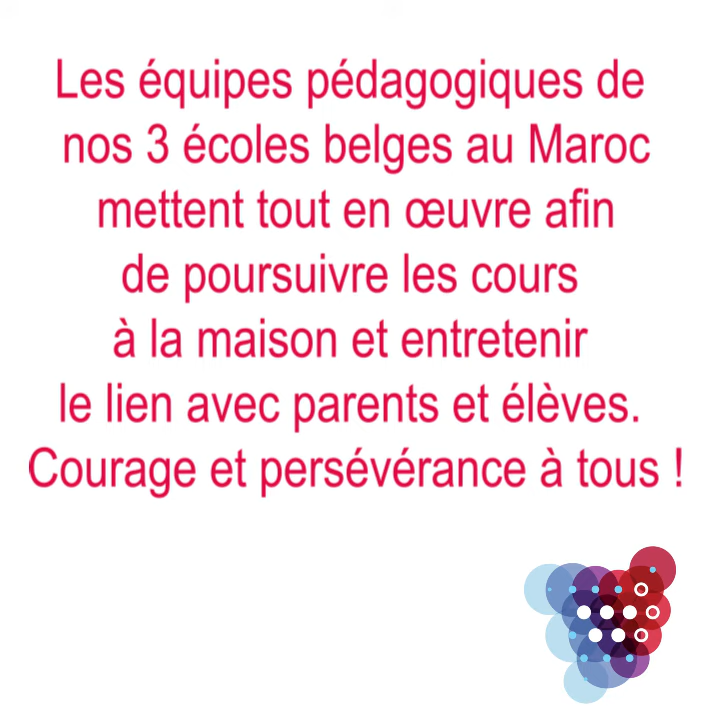 Les équipes pédagogiques de
nos 3 écoles belges au Maroc
mettent tout en œuvre afin
de poursuivre les cours
à la maison et entretenir
le lien avec parents et élèves.
Courage et persévérance à tous !